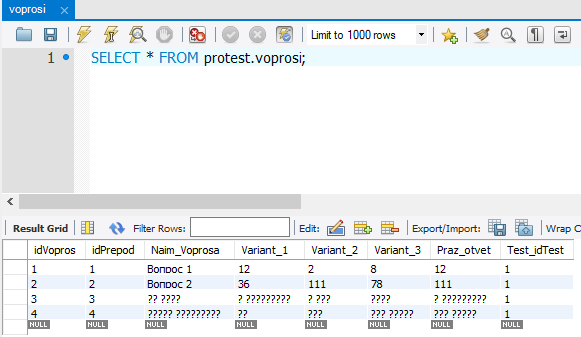 voprosi
Limit to 1000 rows
1 SELECT * FROM protest.voprosi;
Result Grid Filter Rows: Edit: Export/Import: Wrap C
idVopros idPrepod Naim_Voprosa Variant_1 Variant_2 Variant_3 Praz_otvet Test_idTest
1 1 Вопрос 1 12 2 8 12 1
2 2 Вопрос 2 36 111 78 111 1
3 3 ?? ???? ? ????????? ? ??? ???? ? ????????? 1
4 4 ????? ????????? ?? ??? ??? ????? ??? ????? 1
NULL NULL NULL NULL NULL NULL NULL NULL